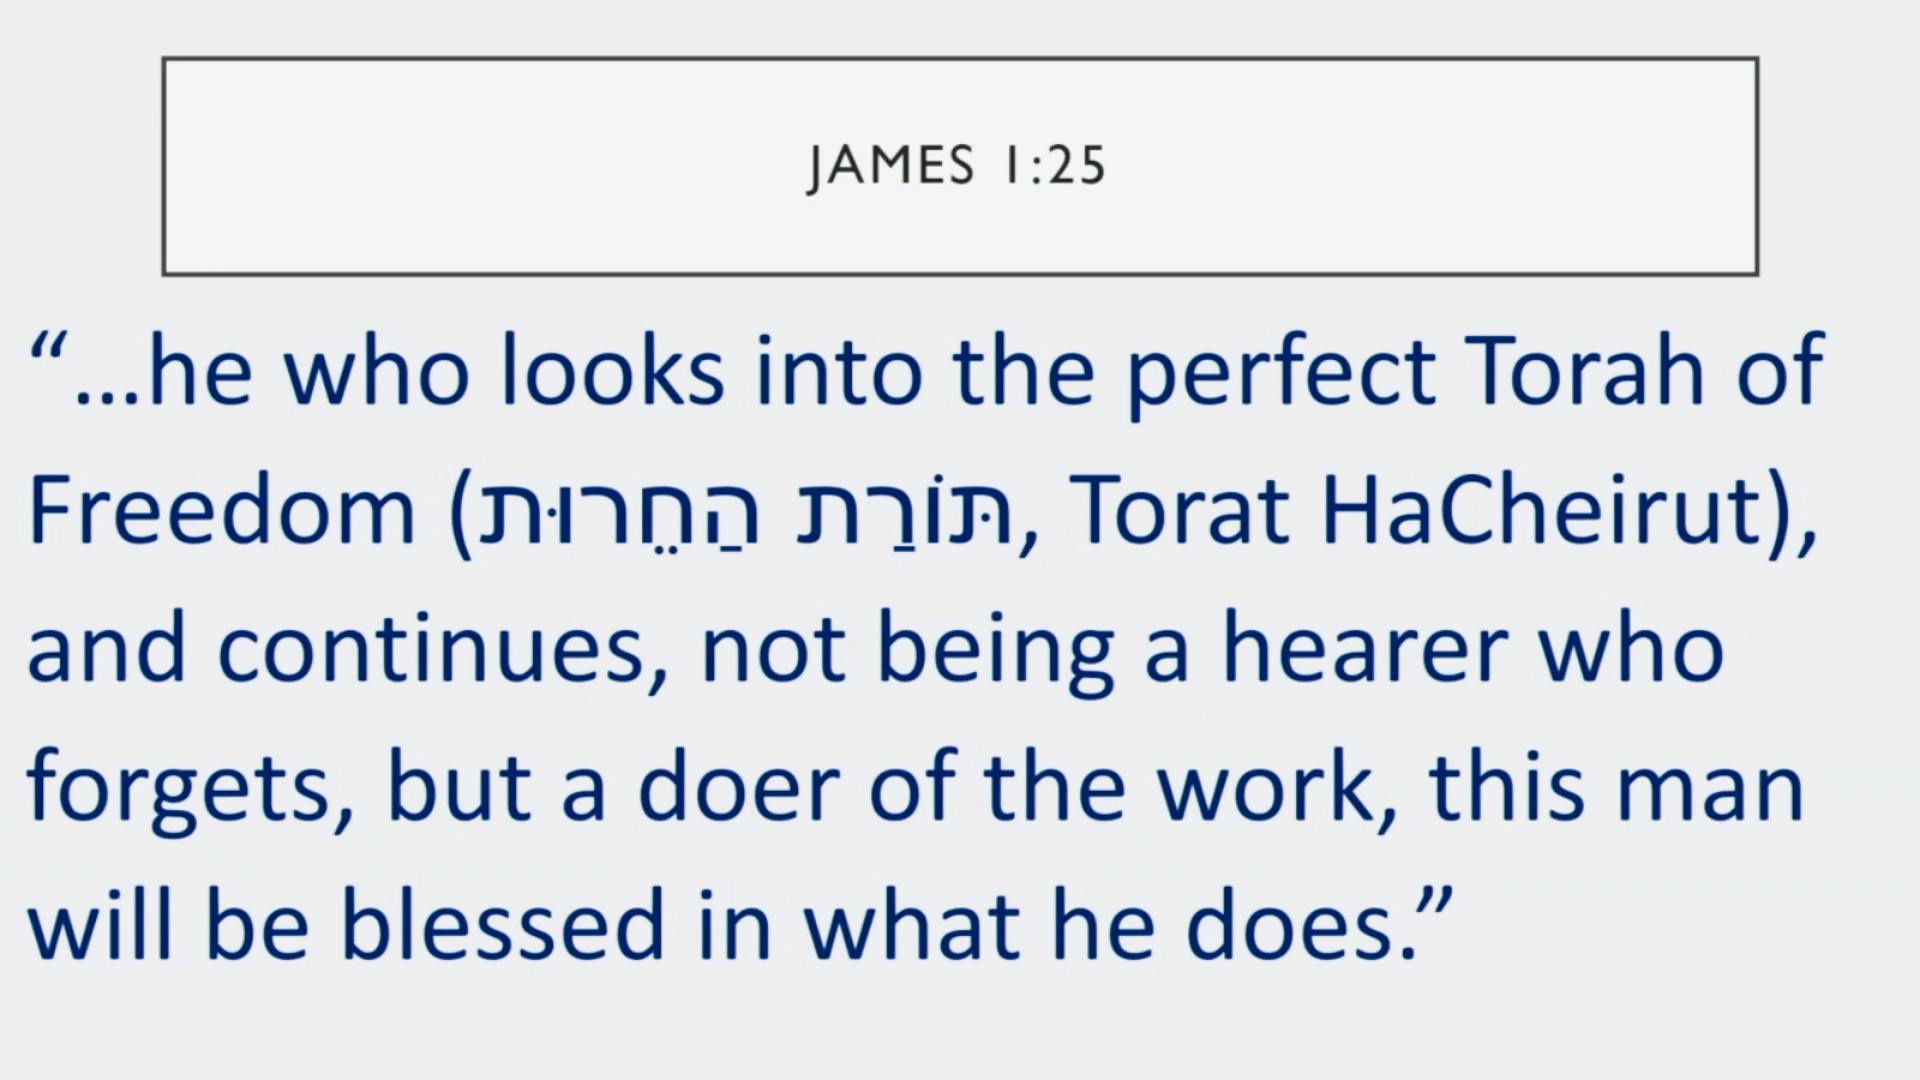 JAMES 1:25
“…he who looks into the perfect Torah of
Freedom (תּוֹרַת הַחֵרוּת, Torat HaCheirut),
and continues, not being a hearer who
forgets, but a doer of the work, this man
will be blessed in what he does.”